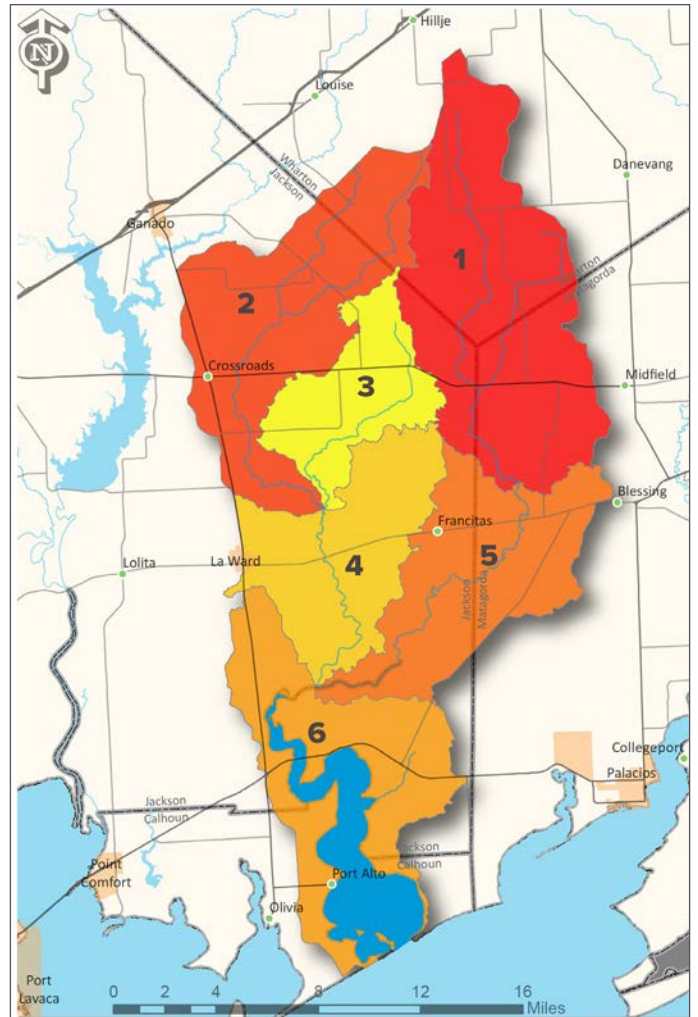 N
Hillje
Louise
Wharton
Jackson
Danevang
Ganado
1
Wharton
Matagorda
2
Crossroads
3
Midfield
Blessing
Francitas
La Ward
Lolita
4
5
Jackson
Matagorda
6
Collegeport
Palacios
Jackson
Calhoun
Jackson
Calhoun
Point
Comfort
Port Alto
Olivia
Port
Lavaca
0 4 8 12 16
Miles